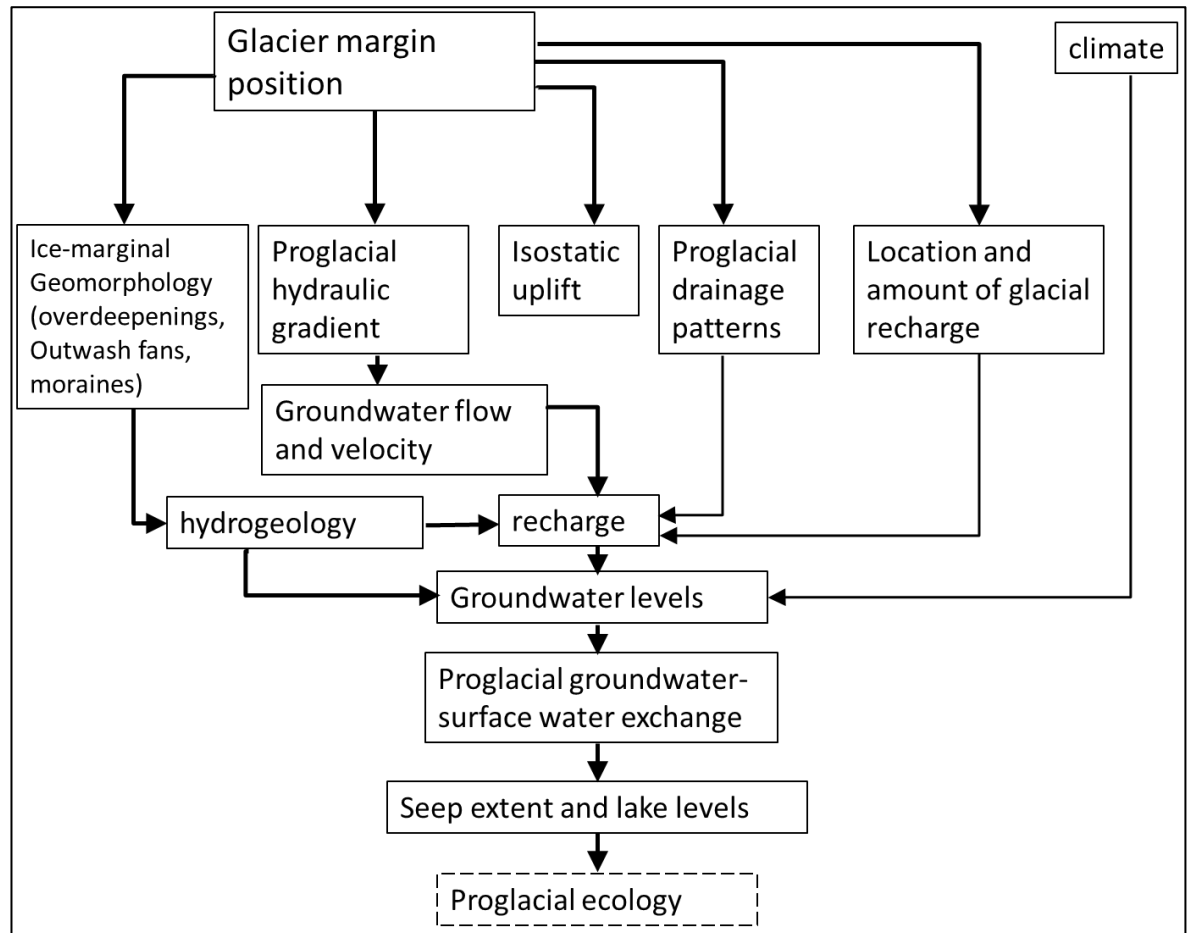 Glacier margin
position
climate
Ice-marginal
Geomorphology
(overdeepenings,
Outwash fans,
moraines)
Proglacial
hydraulic
gradient
Isostatic
uplift
Proglacial
drainage
patterns
Location and
amount of glacial
recharge
Groundwater flow
and velocity
hydrogeology
recharge
Groundwater levels
Proglacial groundwater-
surface water exchange
Seep extent and lake levels
Proglacial ecology